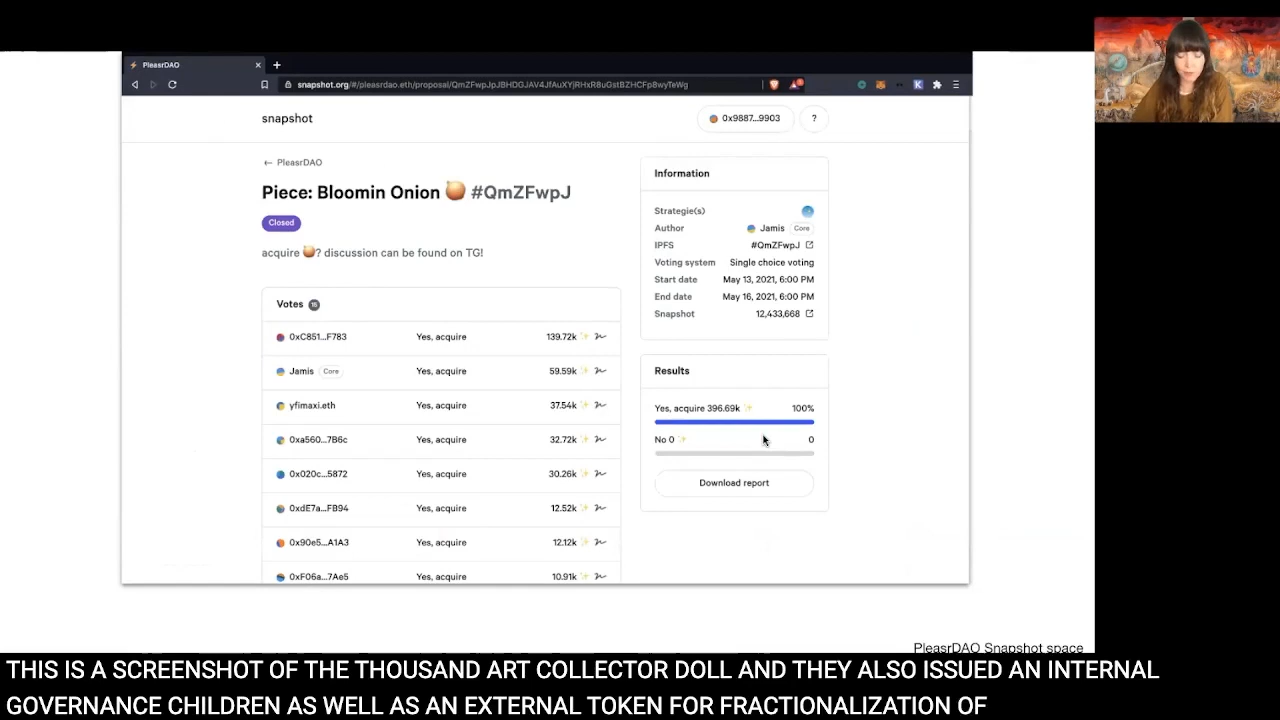 PleasrDAO
snapshot.org/#/pleasrdao.eth/proposal/QmZFwpJpJBHDGJAV4JfAuXYjRHxR8uGstBZHCFp8wyTeWg
snapshot
0x9887...9903
?
← PleasrDAO
Piece: Bloomin Onion #QmZFwpJ
Closed
acquire ? discussion can be found on TG!
Votes 15
0xC851...F783 Yes, acquire 139.72k
Jamis Core Yes, acquire 59.59k
yfimaxi.eth Yes, acquire 37.54k
0xa560...7B6c Yes, acquire 32.72k
0x020c...5872 Yes, acquire 30.26k
0xdE7a...FB94 Yes, acquire 12.52k
0x90e5...A1A3 Yes, acquire 12.12k
0xF06a...7Ae5 Yes, acquire 10.91k
Information
Strategie(s)
Author Jamis Core
IPFS #QmZFwpJ
Voting system Single choice voting
Start date May 13, 2021, 6:00 PM
End date May 16, 2021, 6:00 PM
Snapshot 12,433,668
Results
Yes, acquire 396.69k 100%
No 0 0
Download report
PleasrDAO Snapshot space
THIS IS A SCREENSHOT OF THE THOUSAND ART COLLECTOR DOLL AND THEY ALSO ISSUED AN INTERNAL
GOVERNANCE CHILDREN AS WELL AS AN EXTERNAL TOKEN FOR FRACTIONALIZATION OF